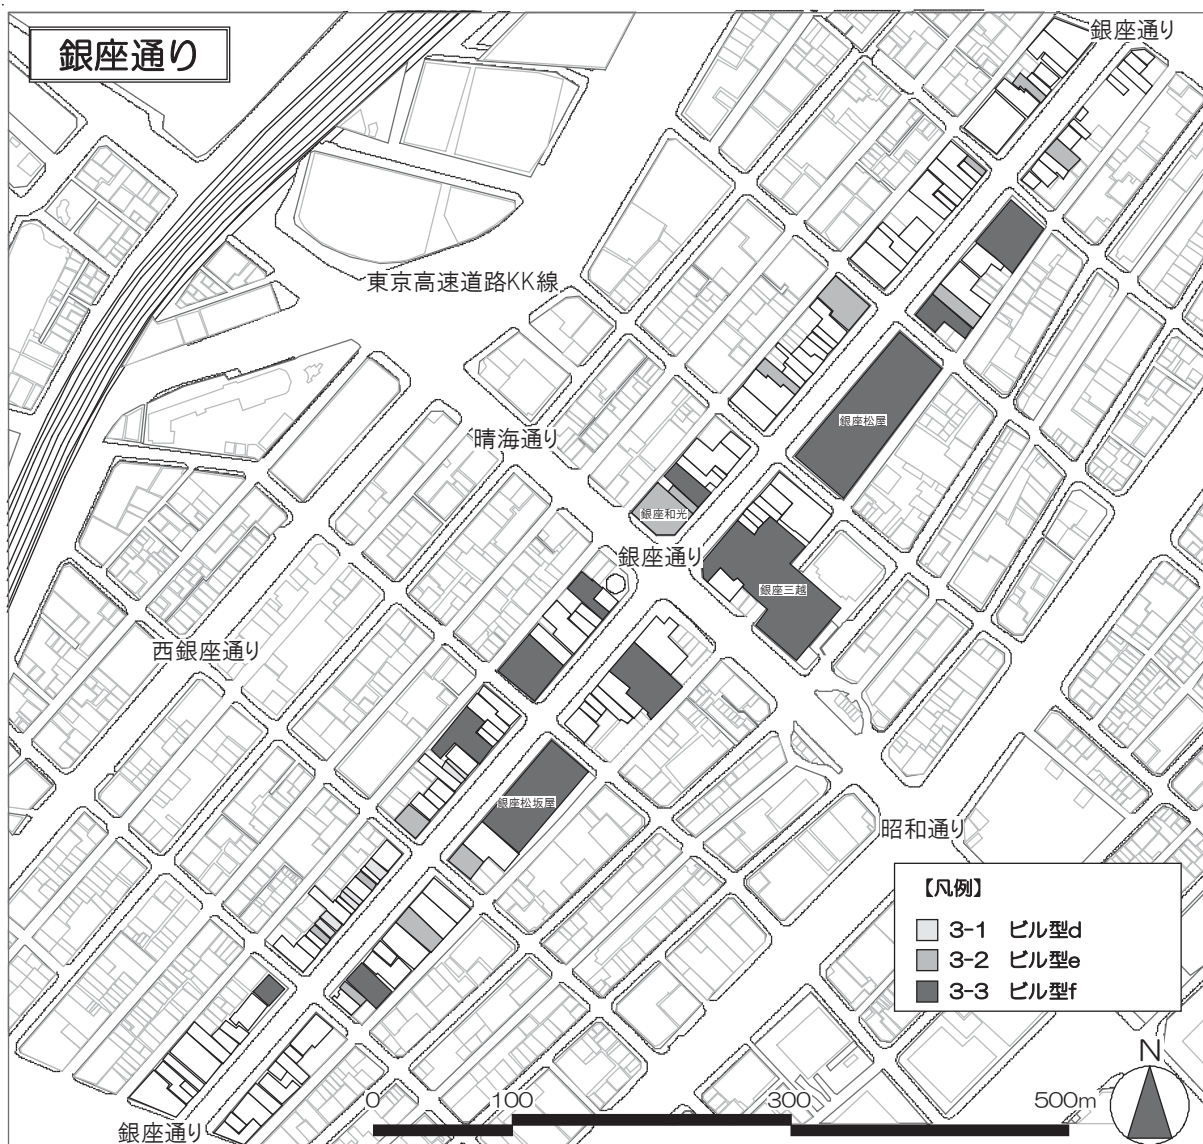 銀座通り
銀座通り
東京高速道路KK線
銀座松屋
晴海通り
銀座和光
銀座通り
銀座三越
西銀座通り
銀座松坂屋
昭和通り
【凡例】
3-1 ビル型d
3-2 ビル型e
3-3 ビル型f
N
0 100 300 500m
銀座通り